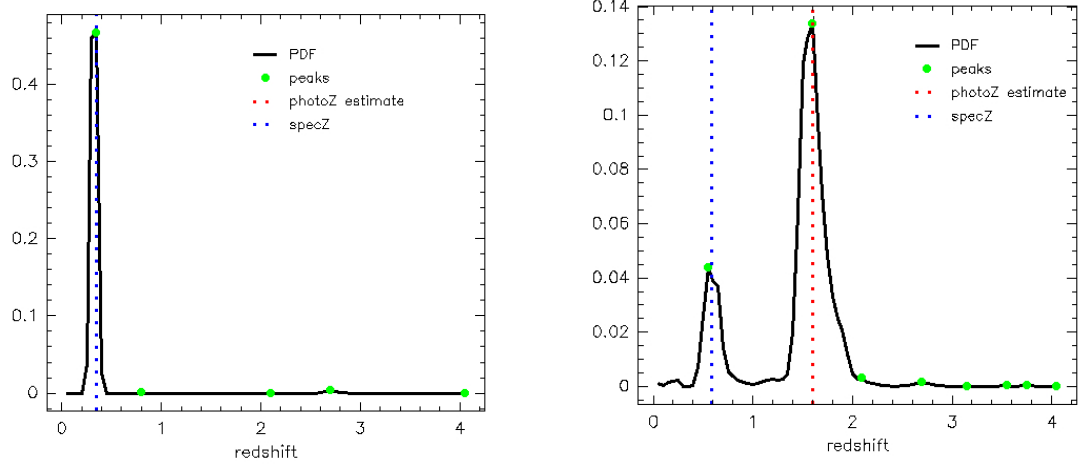 PDF
peaks
photoZ estimate
specZ
0.4
0.3
0.2
0.1
0
0 1 2 3 4
redshift
0.14
PDF
peaks
photoZ estimate
specZ
0.12
0.1
0.08
0.06
0.04
0.02
0
0 1 2 3 4
redshift